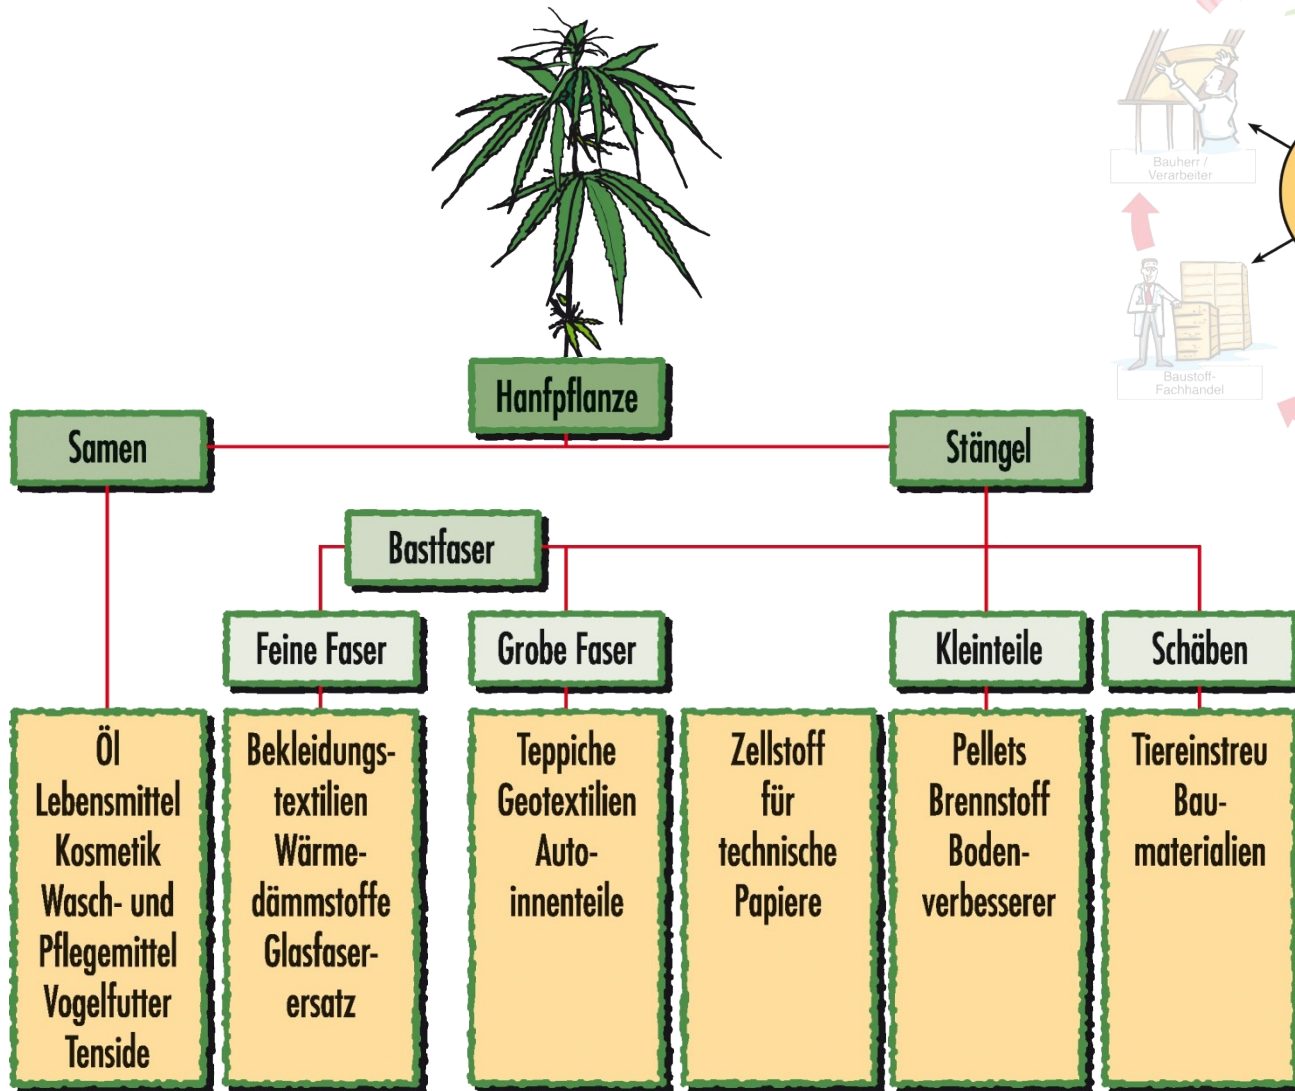 Bauherr /
Verarbeiter
Baustoff-
Fachhandel
Hanfpflanze
Samen
Stängel
Bastfaser
Feine Faser
Grobe Faser
Kleinteile
Schäben
Öl
Lebensmittel
Kosmetik
Wasch- und
Pflegemittel
Vogelfutter
Tenside
Bekleidungs-
textilien
Wärme-
dämmstoffe
Glasfaser-
ersatz
Teppiche
Geotextilien
Auto-
innenteile
Zellstoff
für
technische
Papiere
Pellets
Brennstoff
Boden-
verbesserer
Tiereinstreu
Bau-
materialien